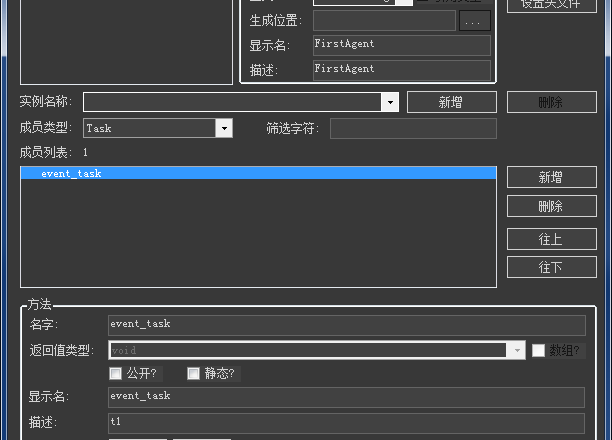 设置头文件
生成位置:
...
显示名: FirstAgent
描述: FirstAgent
实例名称: 新增 删除
成员类型: Task 筛选字符:
成员列表: 1
event_task
新增
删除
往上
往下
方法
名字: event_task
返回值类型: void 数组?
公开? 静态?
显示名: event_task
描述: t1